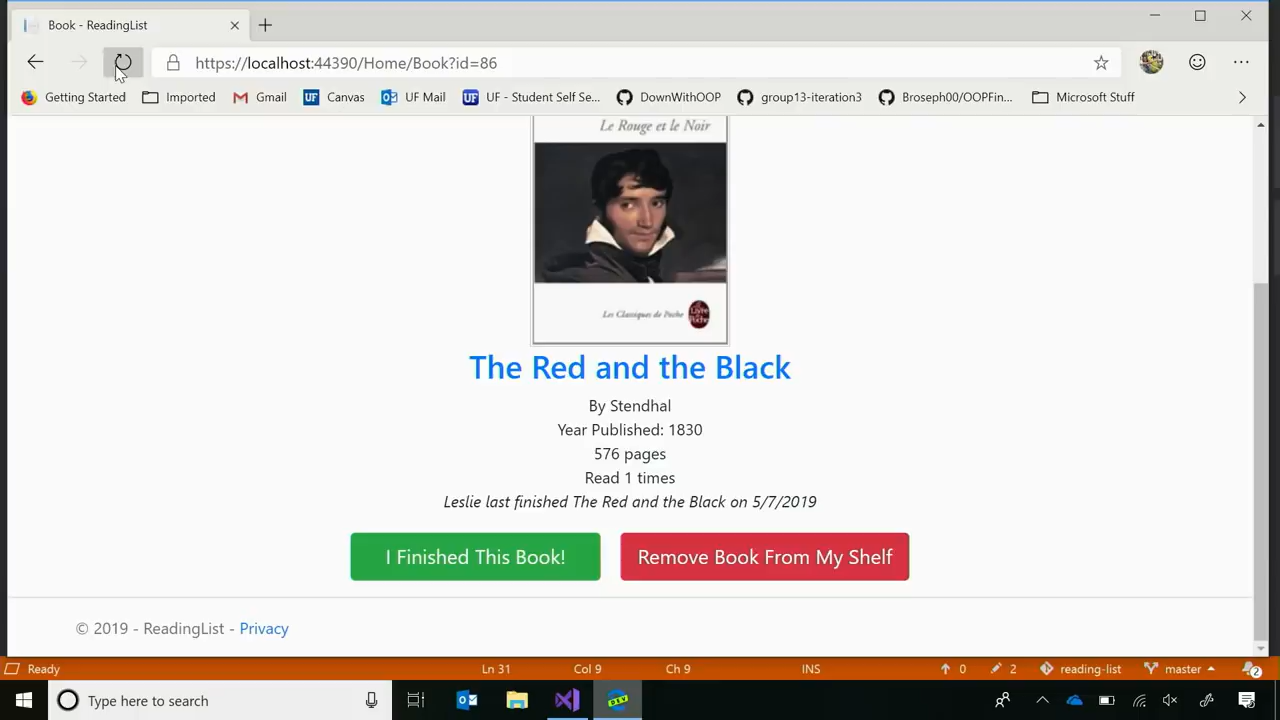 Book - ReadingList
https://localhost:44390/Home/Book?id=86
Getting Started Imported Gmail Canvas UF Mail UF - Student Self Se... DownWithOOP group13-iteration3 Broseph00/OOPFin... Microsoft Stuff
Le Rouge et le Noir
Les Classiques de Poche
The Red and the Black
By Stendhal
Year Published: 1830
576 pages
Read 1 times
Leslie last finished The Red and the Black on 5/7/2019
I Finished This Book! Remove Book From My Shelf
© 2019 - ReadingList - Privacy
Ready Ln 31 Col 9 Ch 9 INS 0 2 reading-list master 2
Type here to search DEV